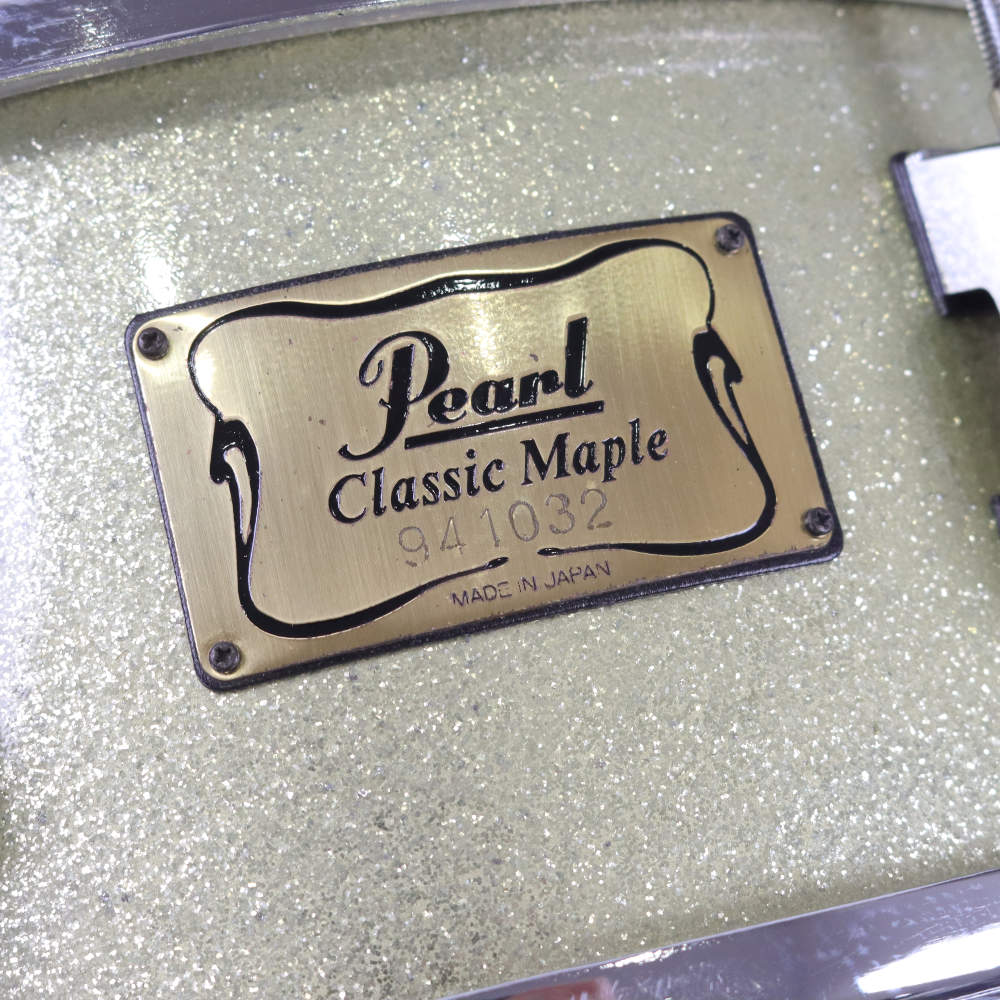 Pearl
Classic Maple
941032
MADE IN JAPAN